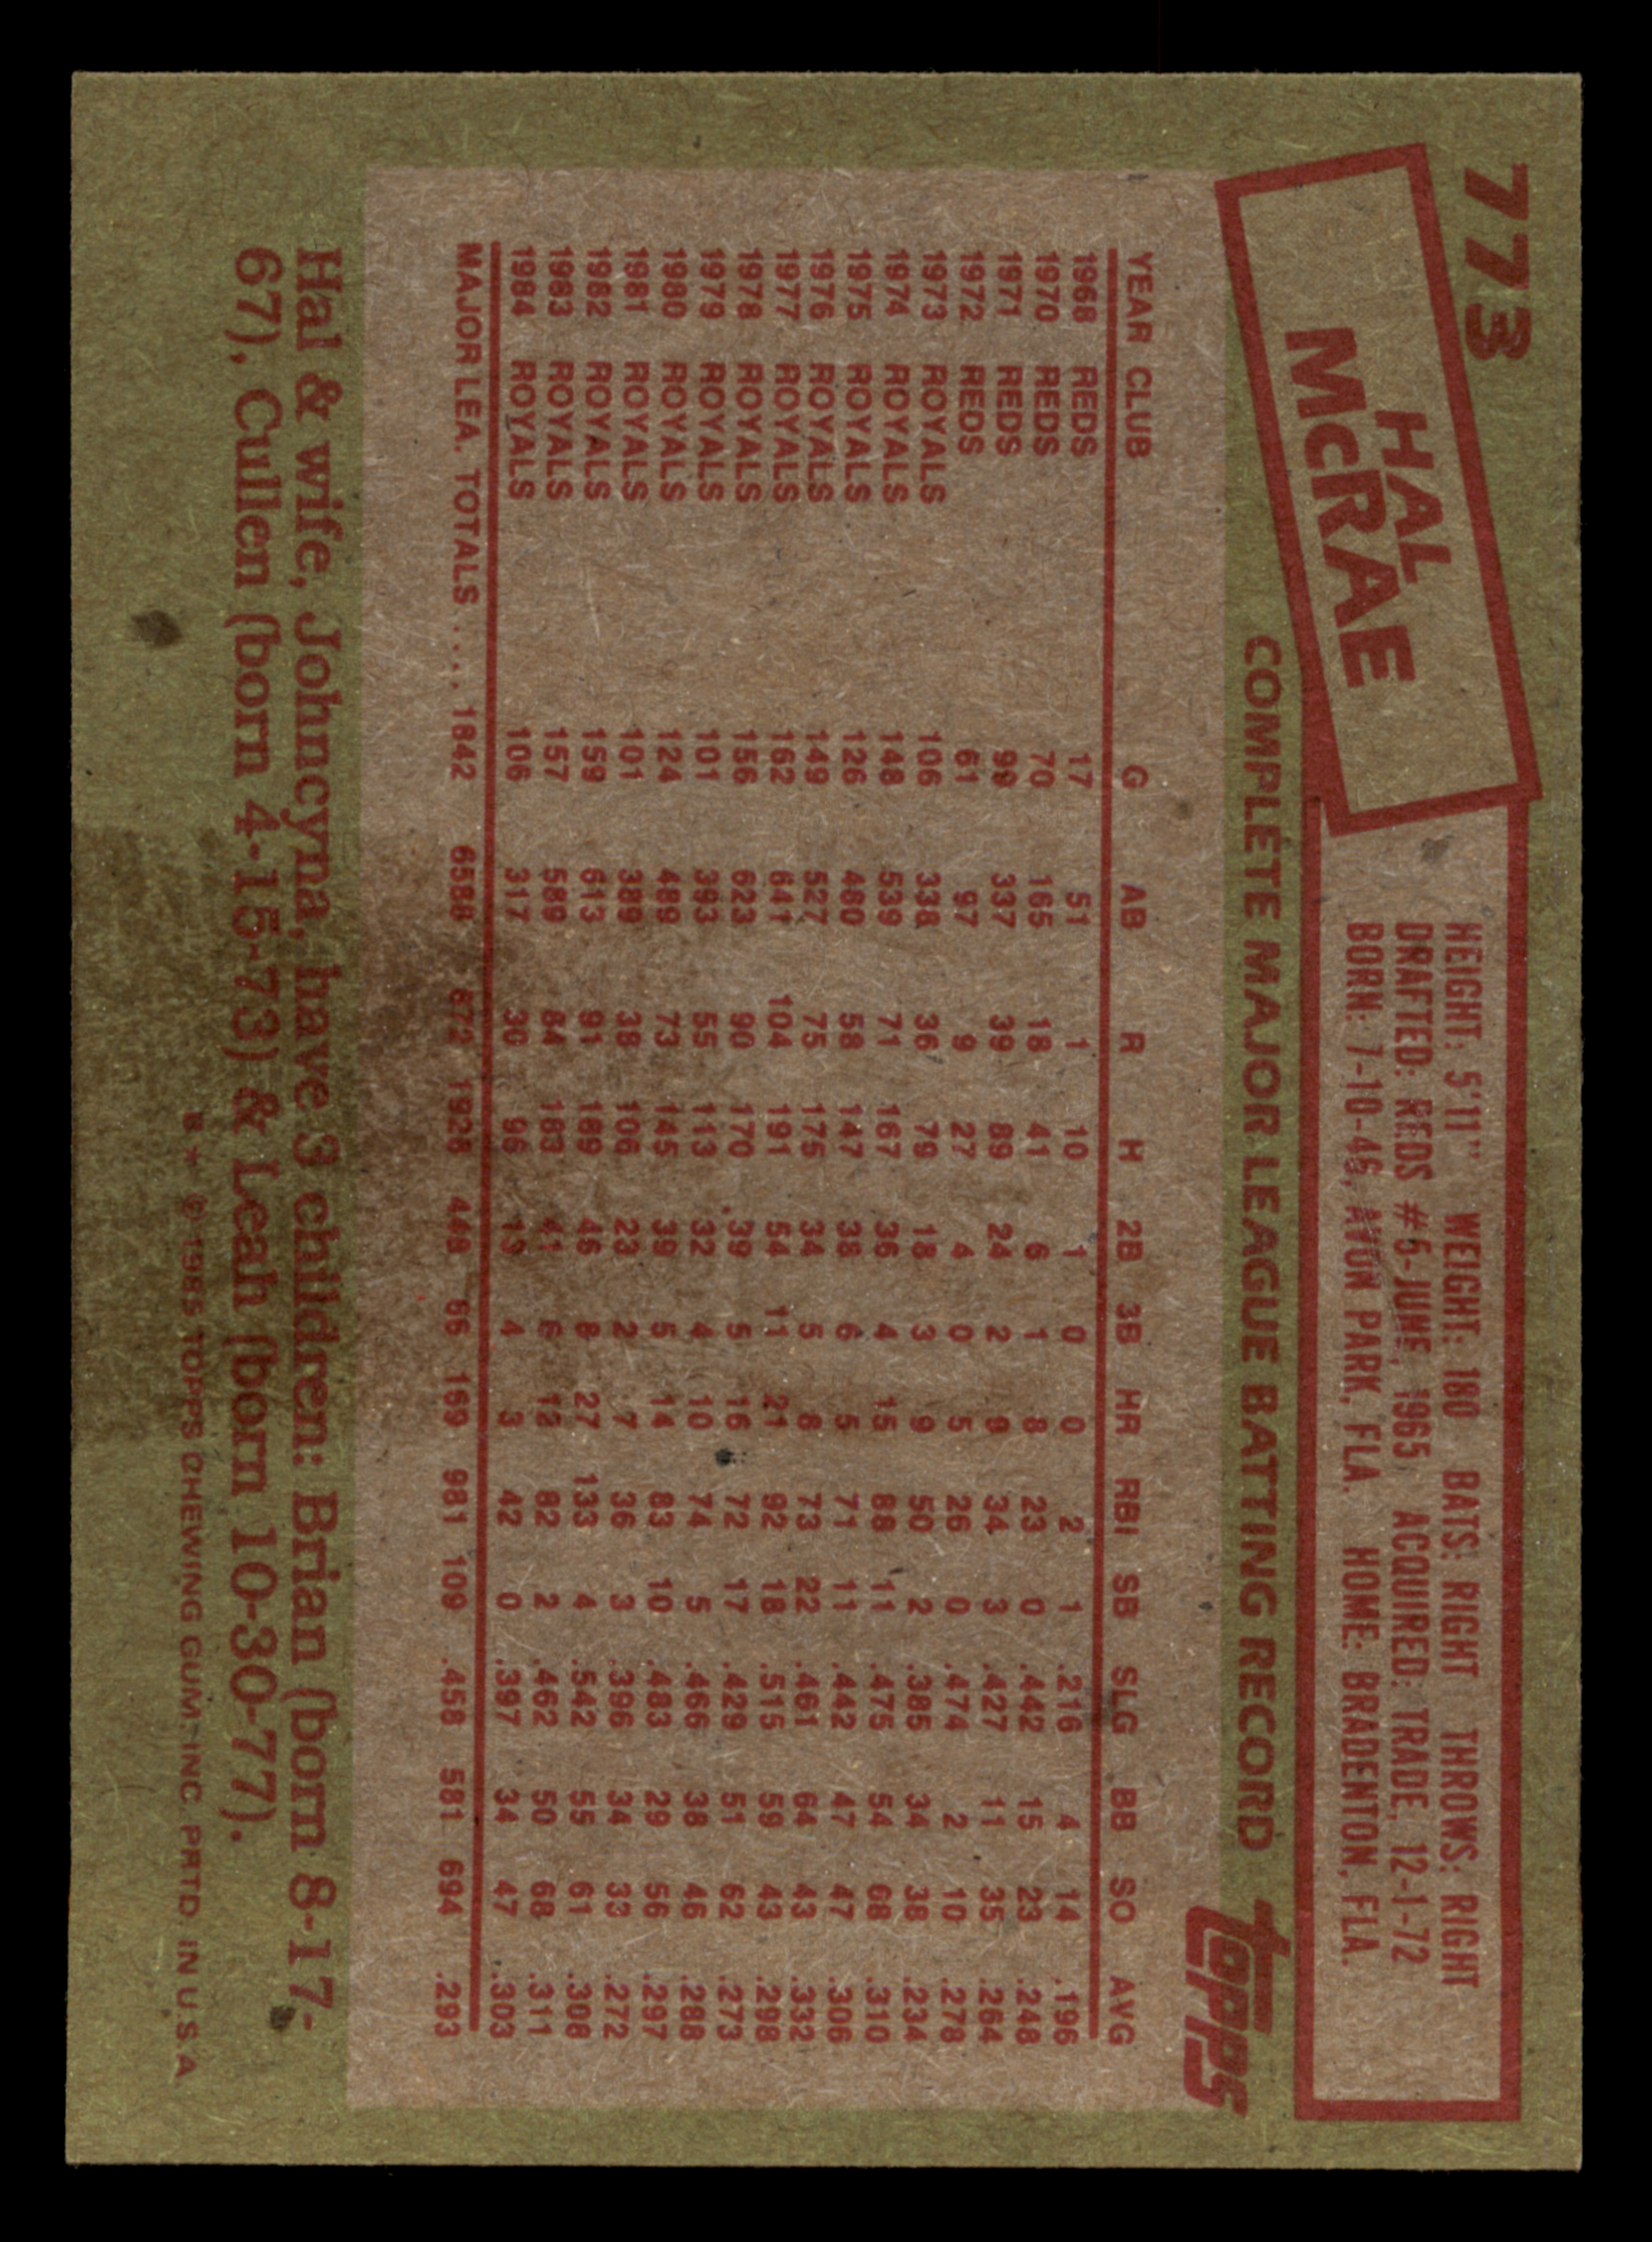 773
HAL
McRAE
HEIGHT: 5'11" WEIGHT: 180 BATS: RIGHT THROWS: RIGHT
DRAFTED: REDS #6-JUNE, 1965 ACQUIRED: TRADE, 12-1-72
BORN: 7-10-46, AVON PARK, FLA. HOME: BRADENTON, FLA.
COMPLETE MAJOR LEAGUE BATTING RECORD
topps
YEAR CLUB G AB R H 2B 3B HR RBI SB SLG BB SO AVG
1968 REDS 17 51 1 10 1 0 0 2 1 .216 4 14 .196
1970 REDS 70 165 18 41 6 1 8 23 0 .442 15 23 .248
1971 REDS 99 337 39 89 24 2 9 34 3 .427 11 35 .264
1972 REDS 61 97 9 27 4 0 5 26 0 .474 2 10 .278
1973 ROYALS 106 338 36 79 18 3 9 50 2 .385 34 38 .234
1974 ROYALS 148 539 71 167 36 4 15 88 11 .475 54 68 .310
1975 ROYALS 126 480 58 147 38 6 5 71 11 .442 47 47 .306
1976 ROYALS 149 527 75 175 34 5 8 73 22 .461 64 43 .332
1977 ROYALS 162 641 104 191 54 11 21 92 18 .515 59 43 .298
1978 ROYALS 156 623 90 170 39 5 16 72 17 .429 51 62 .273
1979 ROYALS 101 393 55 113 32 4 10 74 5 .466 38 46 .288
1980 ROYALS 124 489 73 145 39 5 14 83 10 .483 29 56 .297
1981 ROYALS 101 389 38 106 23 2 7 36 3 .396 34 33 .272
1982 ROYALS 159 613 91 189 46 8 27 133 4 .542 55 61 .308
1983 ROYALS 157 589 84 183 41 6 12 82 2 .462 50 68 .311
1984 ROYALS 106 317 30 96 13 4 3 42 0 .397 34 47 .303
MAJOR LEA. TOTALS .... 1842 6588 872 1928 448 66 169 981 109 .458 581 694 .293
Hal & wife, Johncyna, have 3 children: Brian (born 8-17-
67), Cullen (born 4-15-73) & Leah (born 10-30-77).
B * © 1985 TOPPS CHEWING GUM, INC. PRTD. IN U.S.A